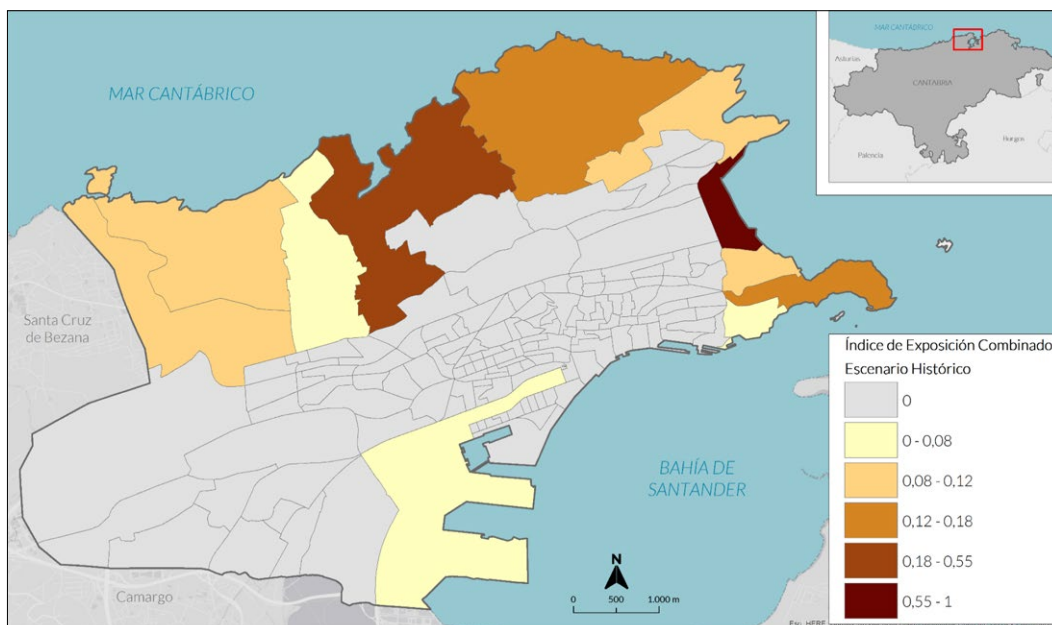 MAR CANTÁBRICO
MAR CANTÁBRICO
Asturias
CANTABRIA
Burgos
Palencia
Santa Cruz
de Bezana
BAHÍA DE
SANTANDER
Camargo
N
0 500 1.000 m
Índice de Exposición Combinado
Escenario Histórico
0
0 - 0,08
0,08 - 0,12
0,12 - 0,18
0,18 - 0,55
0,55 - 1